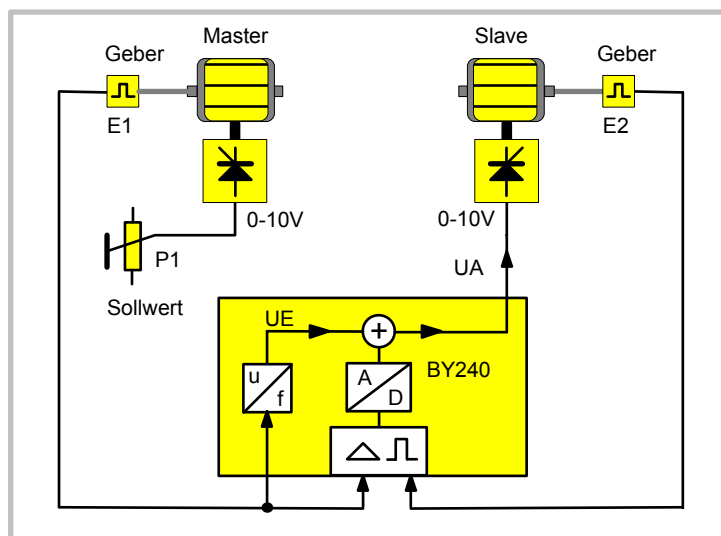 Geber
Master
Slave
Geber
E1
E2
0-10V
0-10V
P1
Sollwert
UA
UE
BY240
u
f
A
D